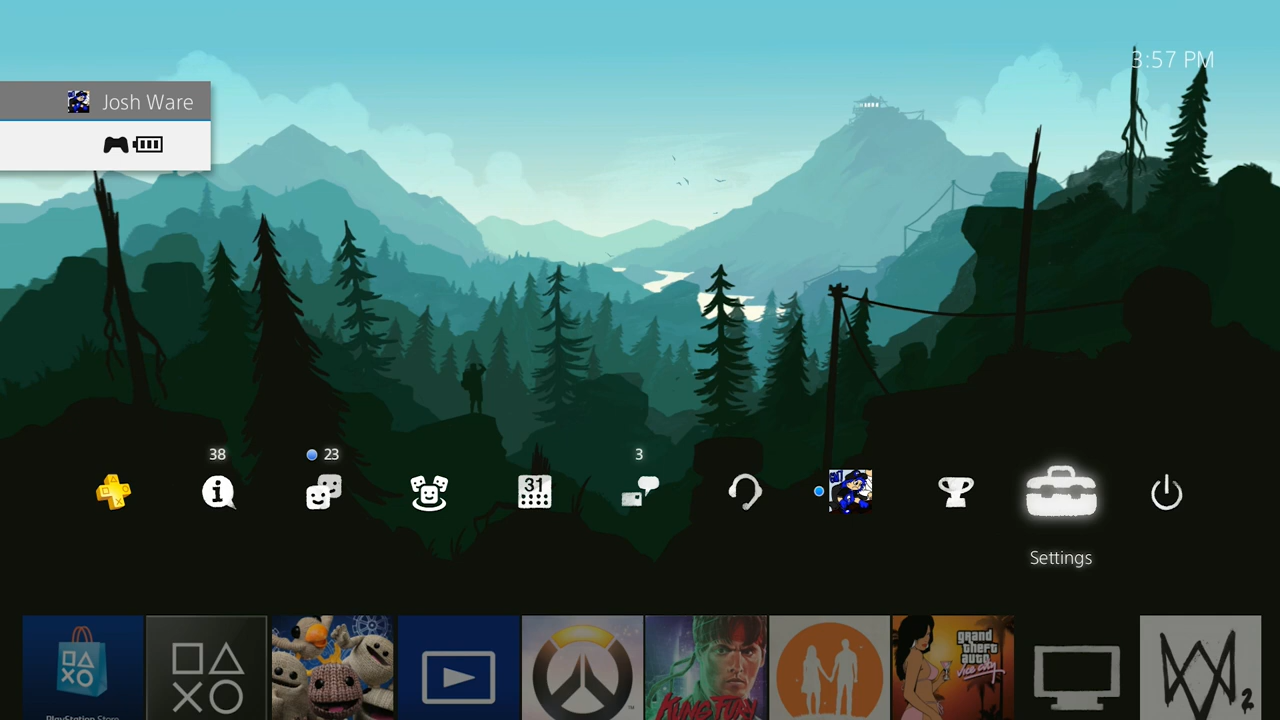 3:57 PM
Josh Ware
38
23
3
31
Settings
PlayStation Store
KUNG FURY
grand
theft
auto
Vice City
2